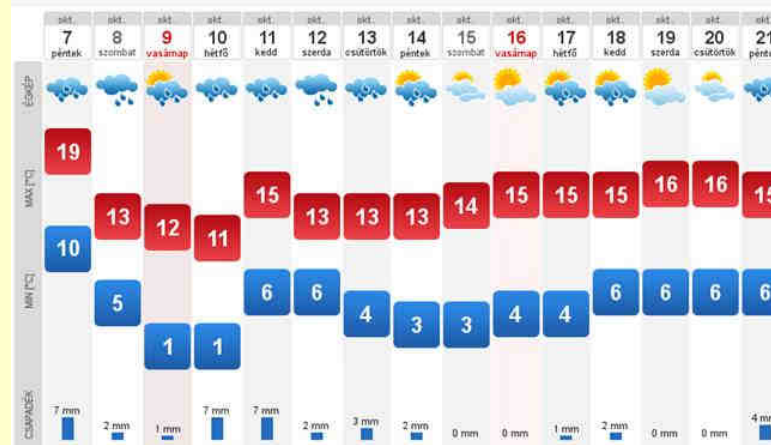 okt. okt. okt. okt. okt. okt. okt. okt. okt. okt. okt. okt. okt. okt. okt.
7 8 9 10 11 12 13 14 15 16 17 18 19 20 21
péntek szombat vasárnap hétfő kedd szerda csütörtök péntek szombat vasárnap hétfő kedd szerda csütörtök
ÉGKÉP
MAX [°C]
19 13 12 11 15 13 13 13 14 15 15 15 16 16 15
MIN [°C]
10 5 1 1 6 6 4 3 3 4 4 6 6 6 6
CSAPADÉK
7 mm 2 mm 1 mm 7 mm 7 mm 2 mm 3 mm 2 mm 0 mm 0 mm 1 mm 2 mm 0 mm 0 mm 4 mm